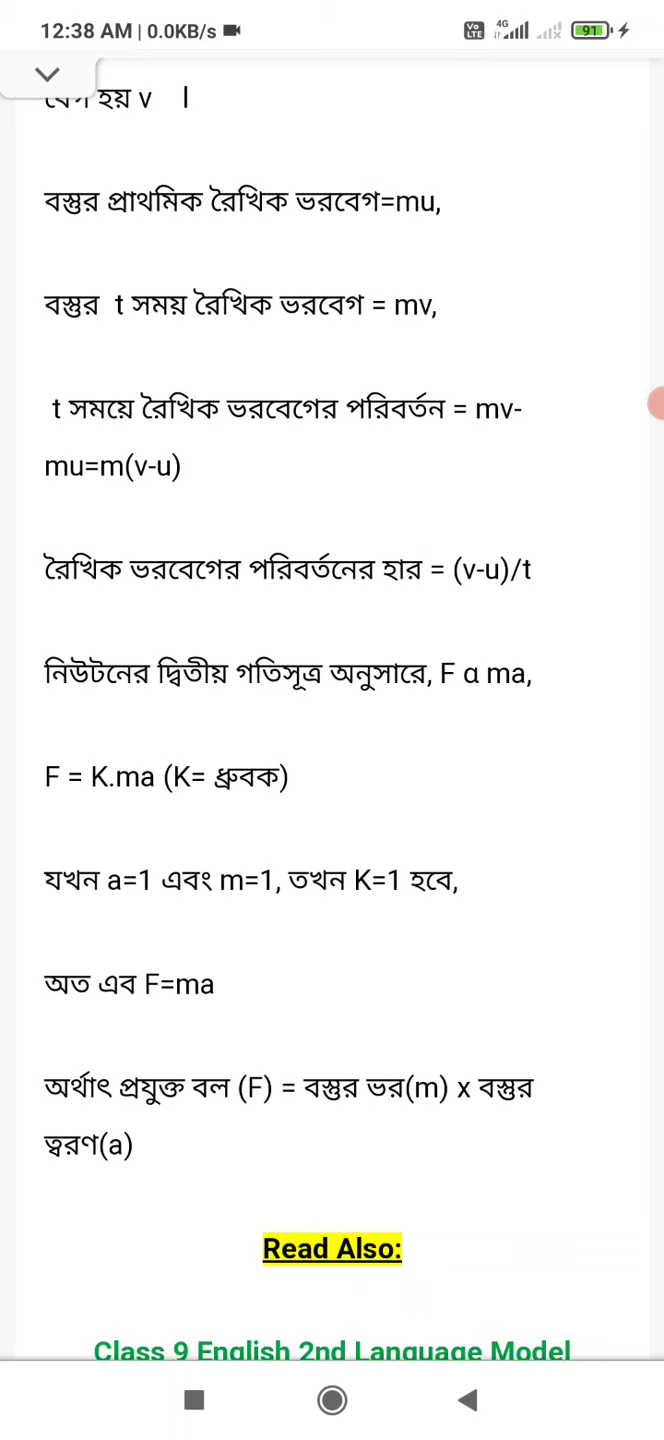 12:38 AM | 0.0KB/s
Vo LTE 4G 91
হয় v ।
বস্তুর প্রাথমিক রৈখিক ভরবেগ=mu,
বস্তুর t সময় রৈখিক ভরবেগ = mv,
t সময়ে রৈখিক ভরবেগের পরিবর্তন = mv-
mu=m(v-u)
রৈখিক ভরবেগের পরিবর্তনের হার = (v-u)/t
নিউটনের দ্বিতীয় গতিসূত্র অনুসারে, F α ma,
F = K.ma (K= ধ্রুবক)
যখন a=1 এবং m=1, তখন K=1 হবে,
অত এব F=ma
অর্থাৎ প্রযুক্ত বল (F) = বস্তুর ভর(m) x বস্তুর
ত্বরণ(a)
Read Also:
Class 9 English 2nd Language Model